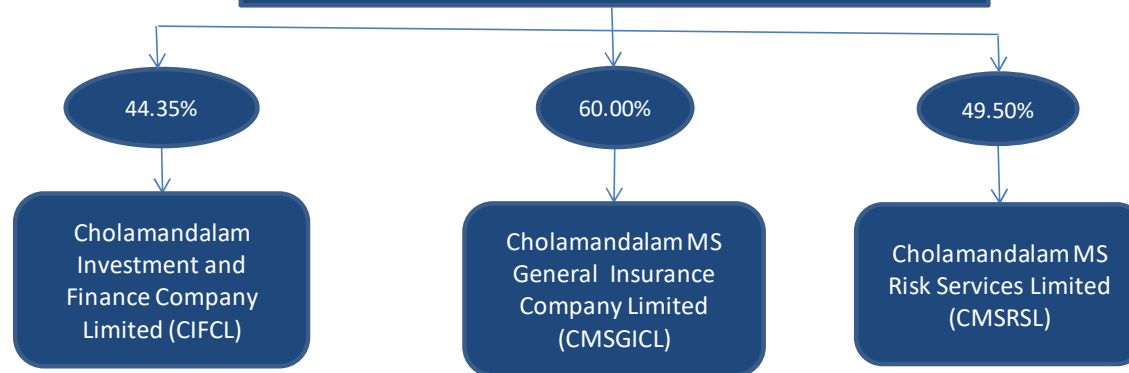 44.35%
60.00%
49.50%
Cholamandalam
Investment and
Finance Company
Limited (CIFCL)
Cholamandalam MS
General Insurance
Company Limited
(CMSGICL)
Cholamandalam MS
Risk Services Limited
(CMSRSL)